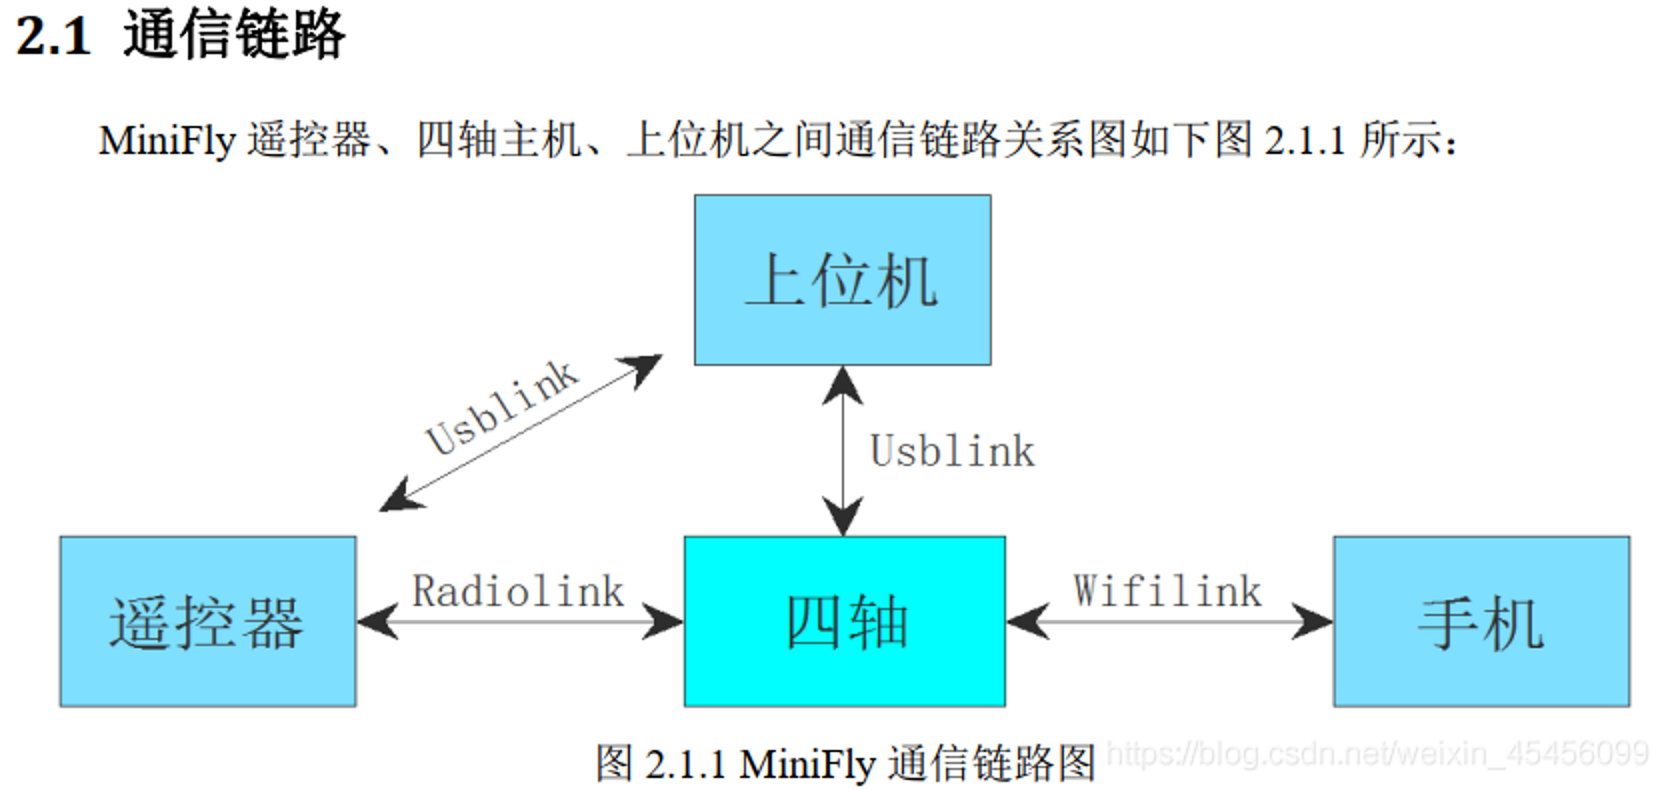 2.1 通信链路
MiniFly 遥控器、四轴主机、上位机之间通信链路关系图如下图 2.1.1 所示：
上位机
Usblink
Usblink
遥控器
Radiolink
四轴
Wifilink
手机
图 2.1.1 MiniFly 通信链路图
https://blog.csdn.net/weixin_45456099